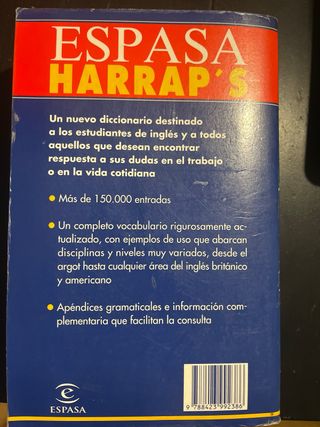 ESPASA
HARRAP'S
Un nuevo diccionario destinado
a los estudiantes de inglés y a todos
aquellos que desean encontrar
respuesta a sus dudas en el trabajo
o en la vida cotidiana
• Más de 150.000 entradas
• Un completo vocabulario rigurosamente ac-
tualizado, con ejemplos de uso que abarcan
disciplinas y niveles muy variados, desde el
argot hasta cualquier área del inglés británico
y americano
• Apéndices gramaticales e información com-
plementaria que facilitan la consulta
e
ESPASA
9 788423 992386